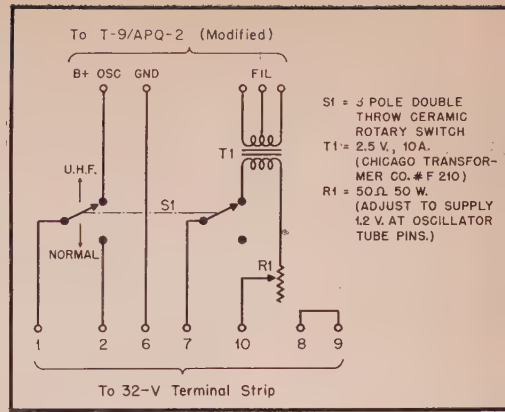 To T-9/APQ-2 (Modified)
B+ OSC GND FIL
S1 = 3 POLE DOUBLE
THROW CERAMIC
ROTARY SWITCH
T1 = 2.5 V., 10A.
(CHICAGO TRANSFOR-
MER CO. # F 210)
R1 = 50Ω 50 W.
(ADJUST TO SUPPLY
1.2 V. AT OSCILLATOR
TUBE PINS.)
T1
U.H.F.
S1
NORMAL
R1
1 2 6 7 10 8 9
To 32-V Terminal Strip